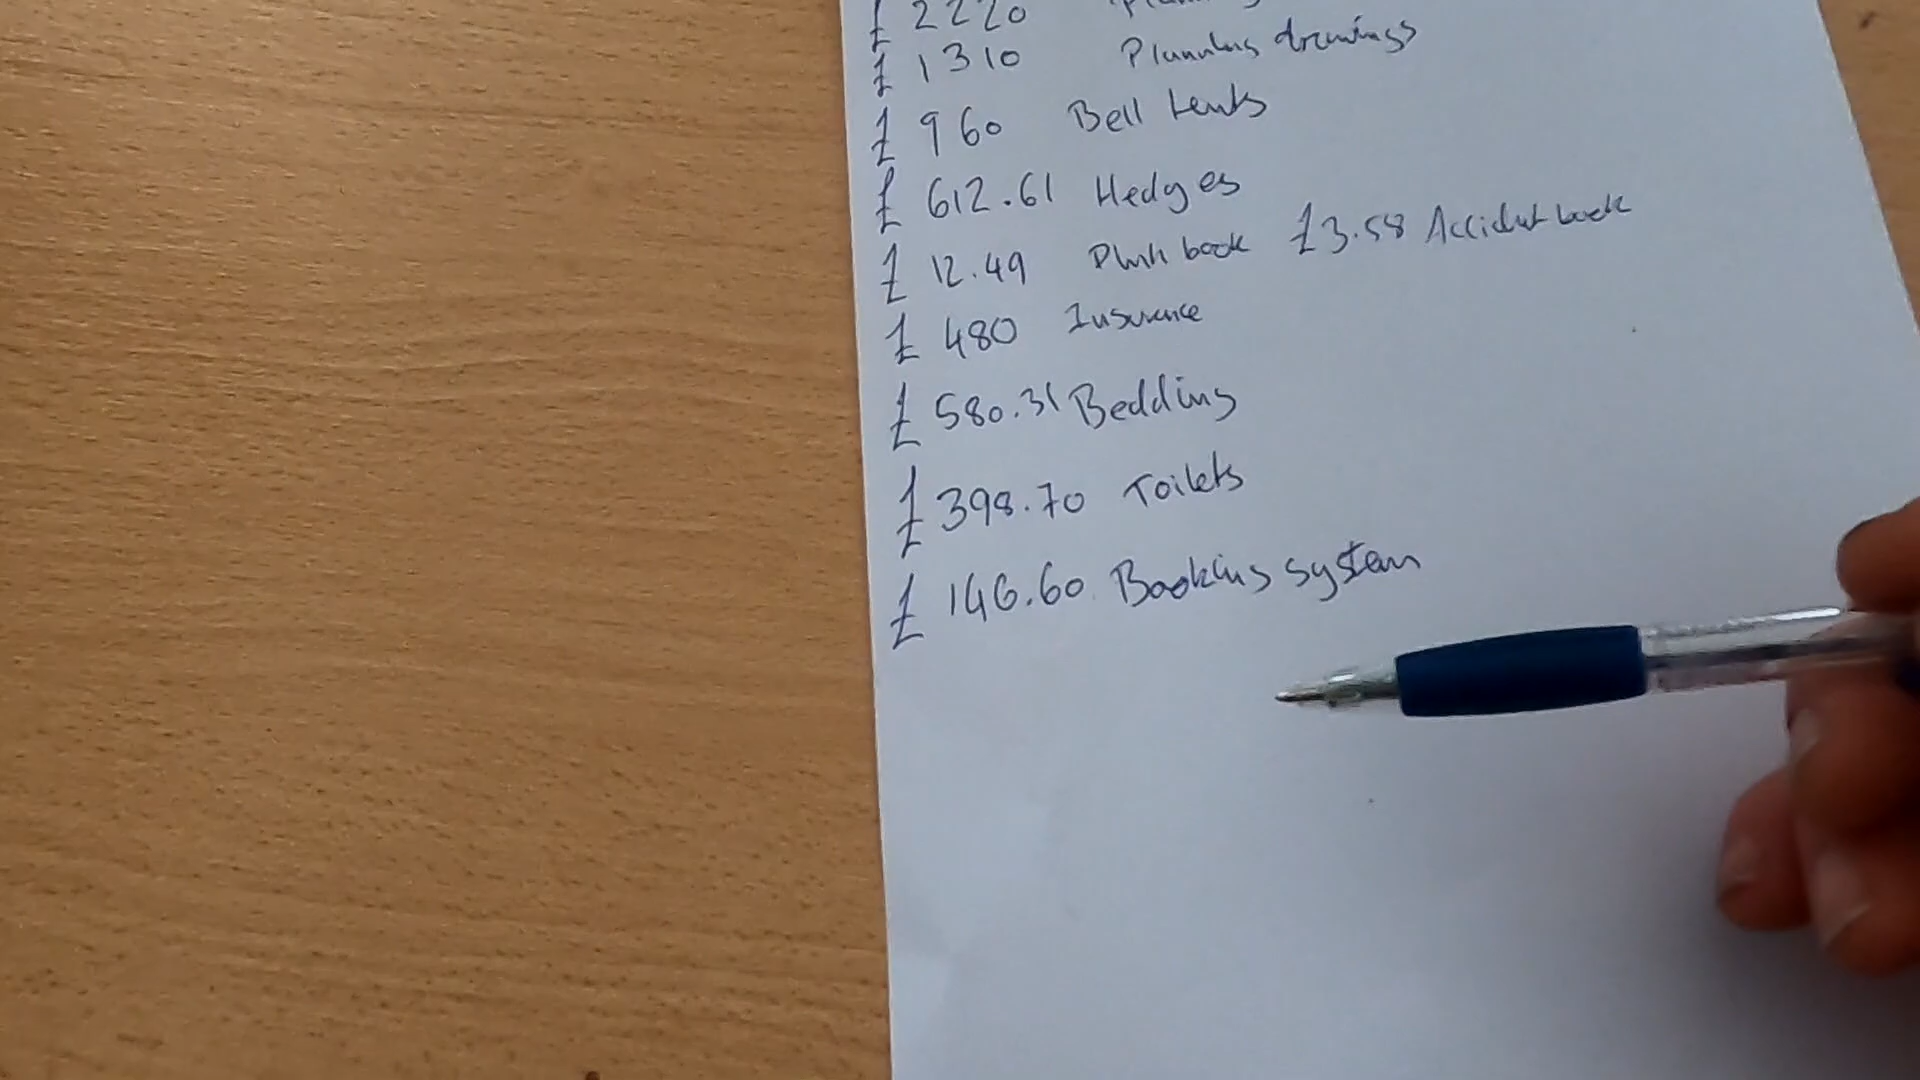 £ 2220
£ 1310 Planning drawings
£ 960 Bell tents
£ 612.61 Hedges
£ 12.49 book £3.58 Accident book
£ 480 Insurance
£ 580.31 Bedding
£ 398.70 Toilets
£ 146.60 Booking system